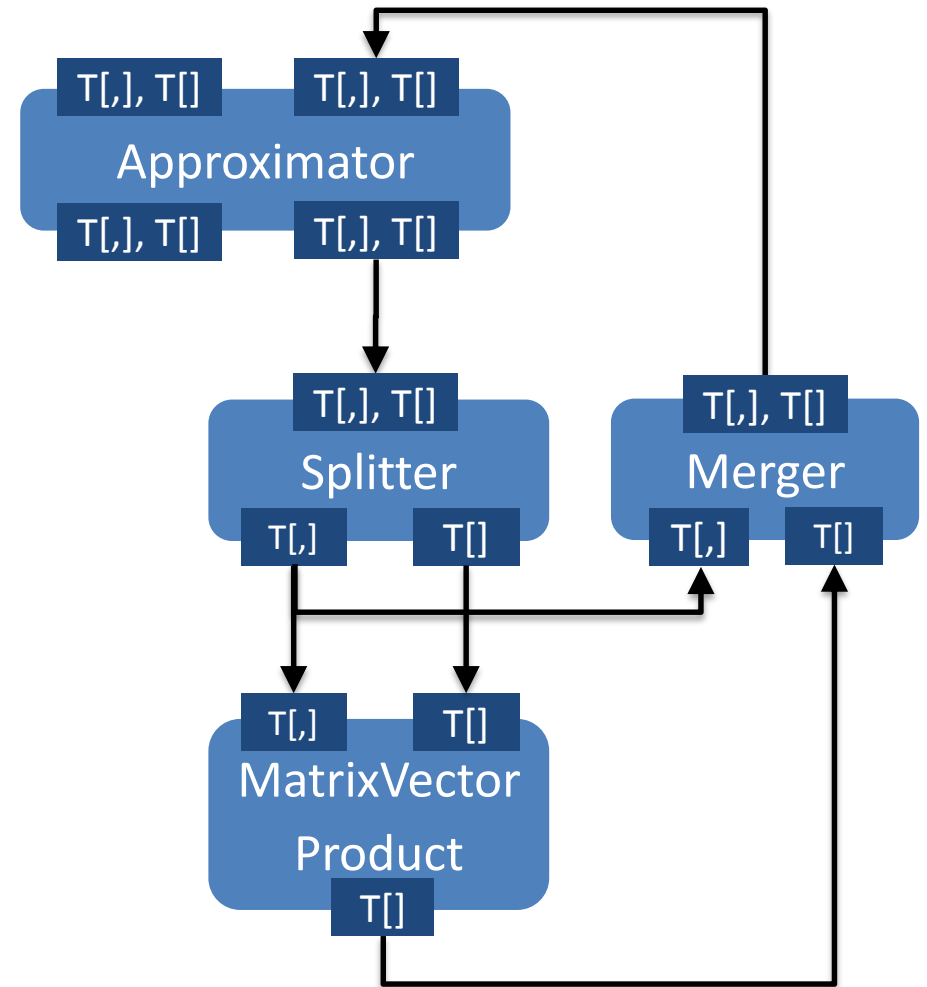 T[,], T[]
T[,], T[]
Approximator
T[,], T[]
T[,], T[]
T[,], T[]
Splitter
T[,]
T[]
T[,], T[]
Merger
T[,]
T[]
T[,]
T[]
MatrixVector
Product
T[]